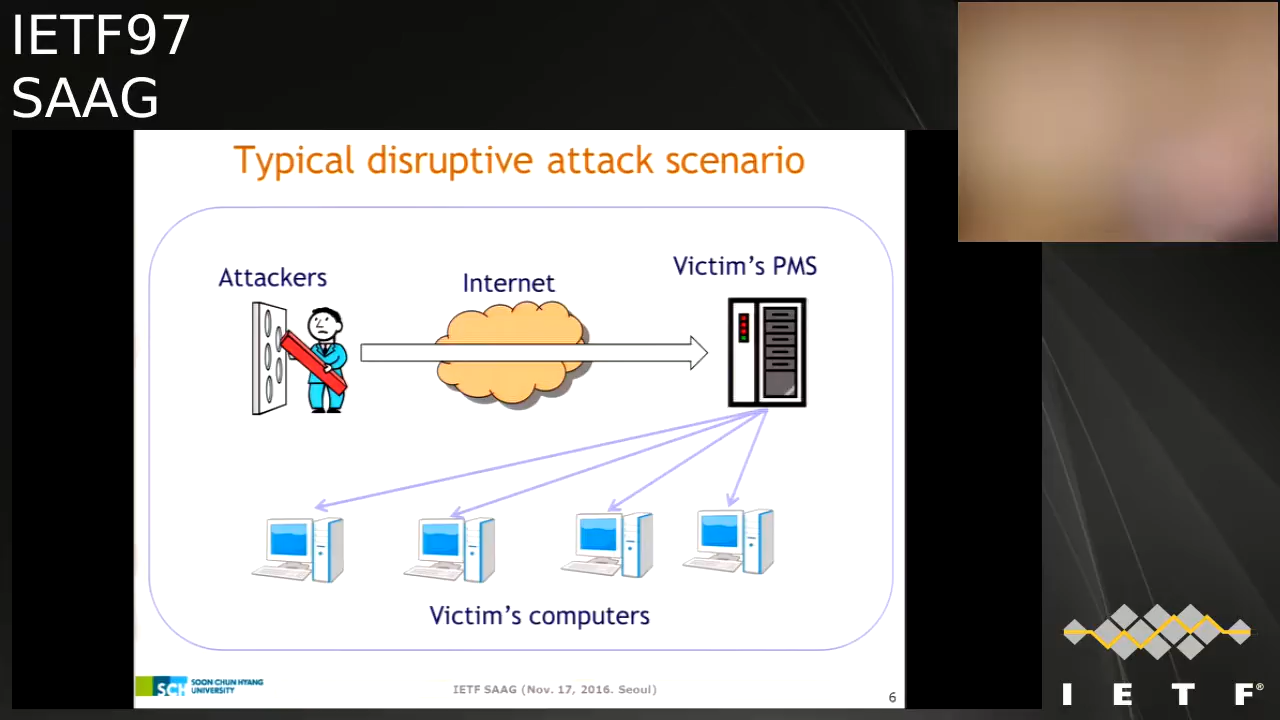 IETF97
SAAG
Typical disruptive attack scenario
Attackers
Internet
Victim's PMS
Victim's computers
SCH SOON CHUN HYANG
UNIVERSITY
IETF SAAG (Nov. 17, 2016. Seoul)
6
I E T F®